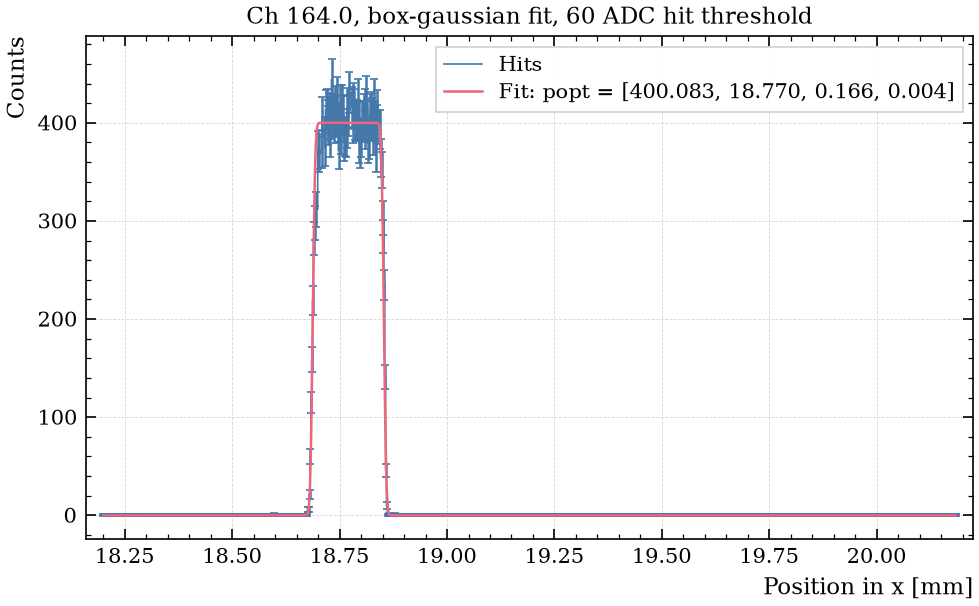 Ch 164.0, box-gaussian fit, 60 ADC hit threshold
Counts
Hits
Fit: popt = [400.083, 18.770, 0.166, 0.004]
400
300
200
100
0
18.25 18.50 18.75 19.00 19.25 19.50 19.75 20.00
Position in x [mm]